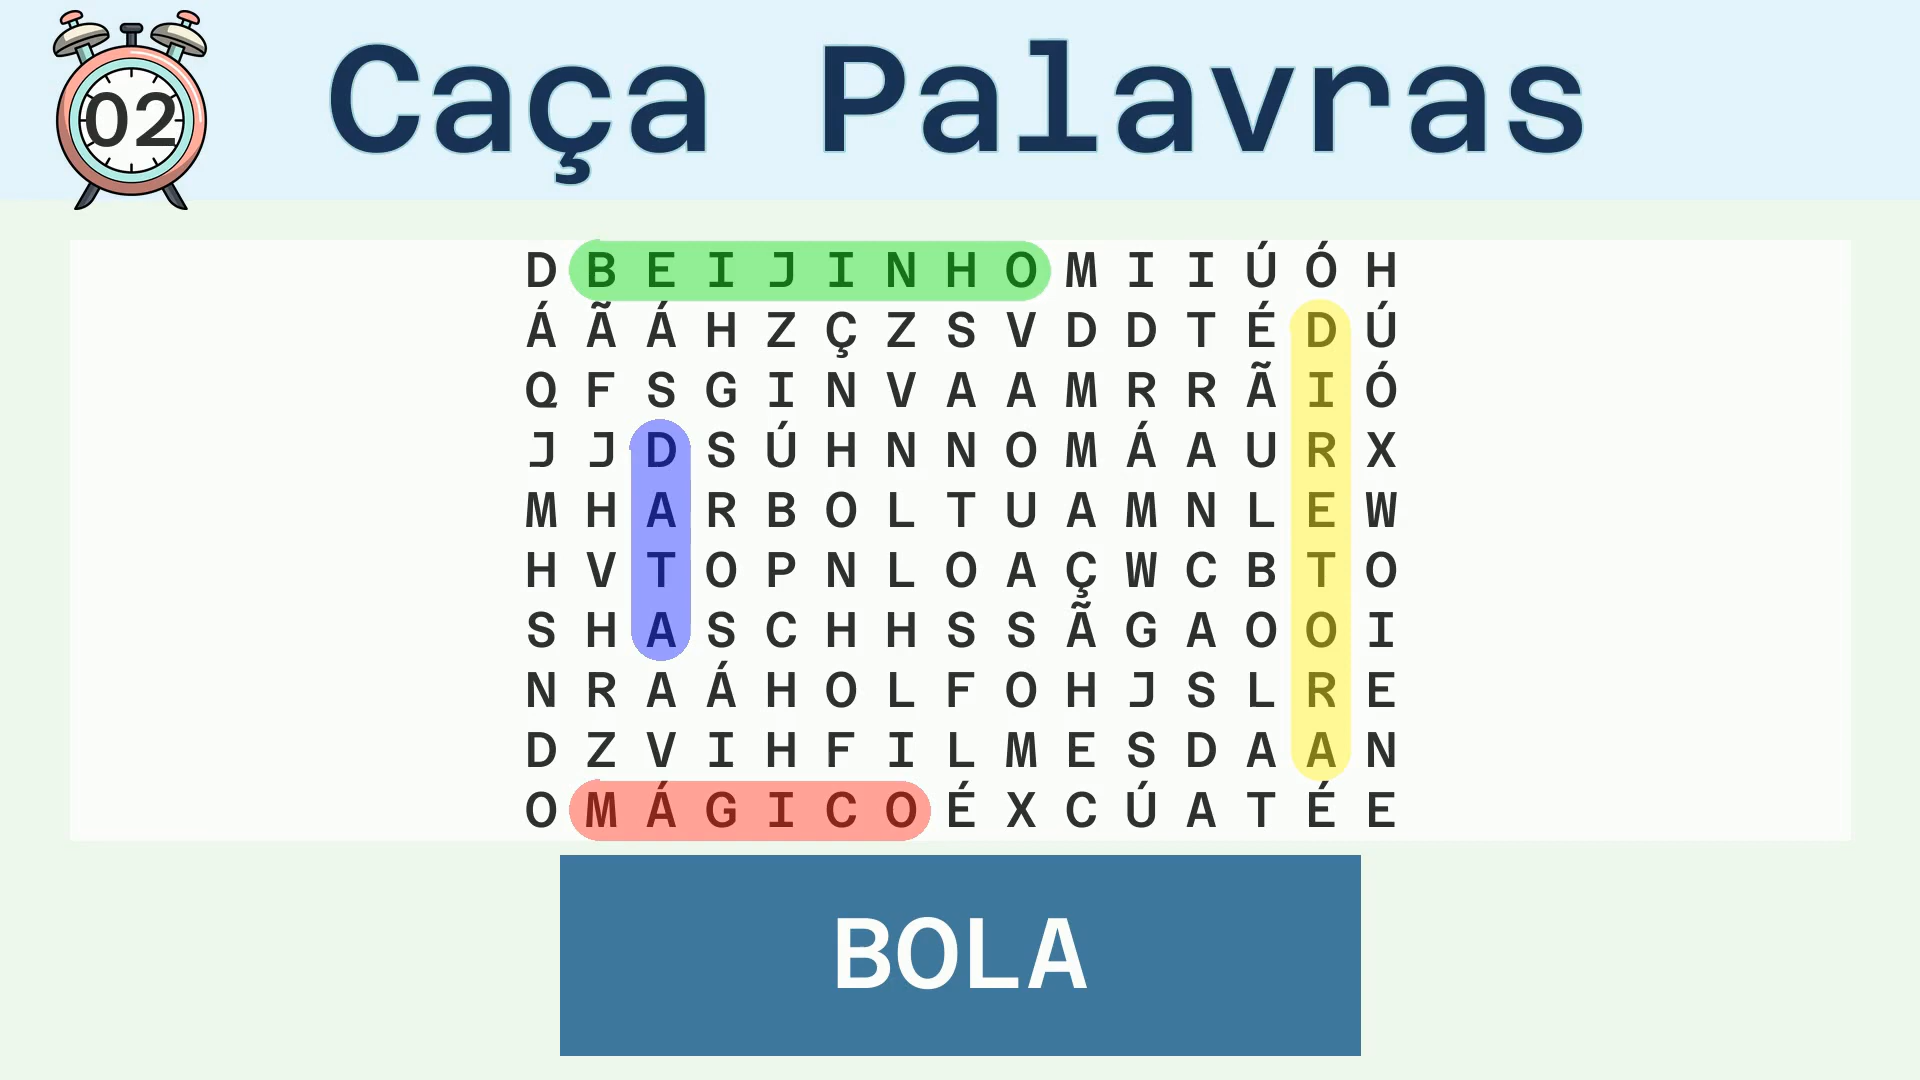 02
Caça Palavras
D B E I J I N H O M I I Ú Ó H
Á Ã Á H Z Ç Z S V D D T É D Ú
Q F S G I N V A A M R R Ã I Ó
J J D S Ú H N N O M Á A U R X
M H A R B O L T U A M N L E W
H V T O P N L O A Ç W C B T O
S H A S C H H S S Ã G A O O I
N R A Á H O L F O H J S L R E
D Z V I H F I L M E S D A A N
O M Á G I C O É X C Ú A T É E
BOLA